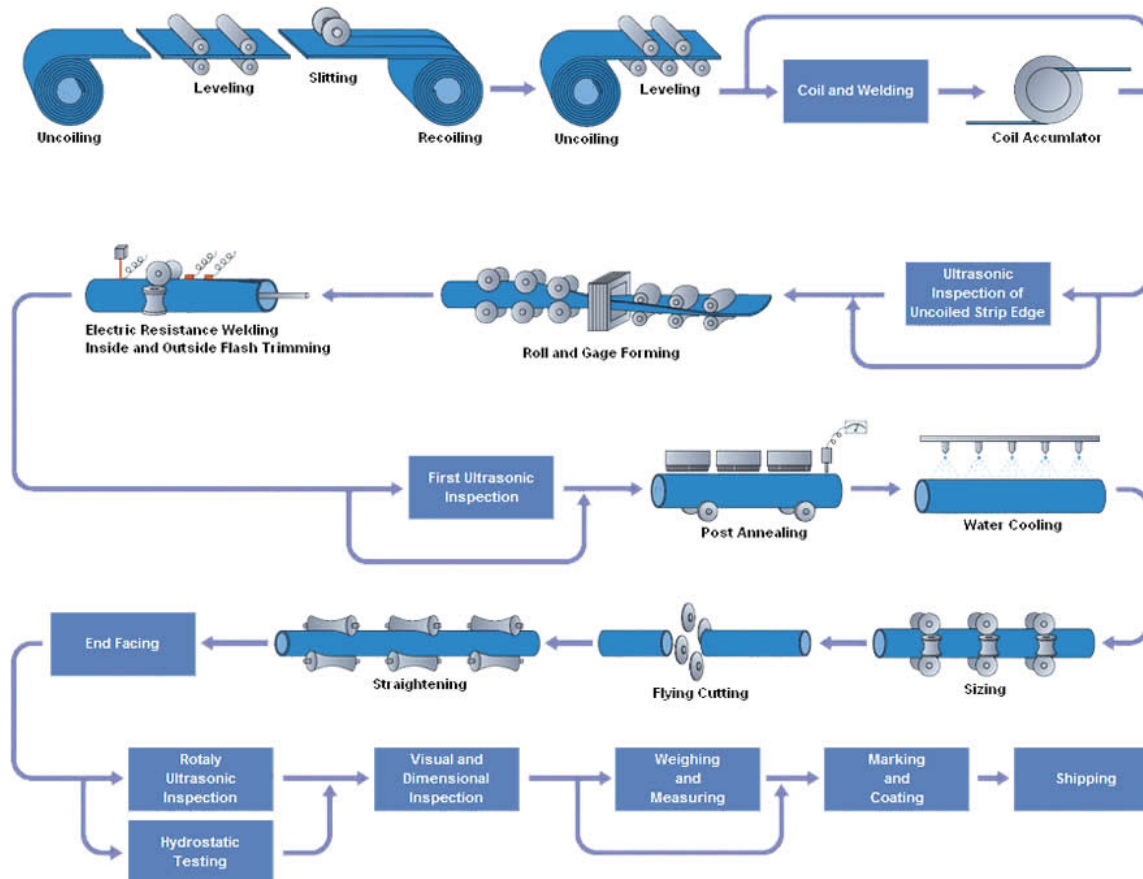 Uncoiling
Leveling
Slitting
Recoiling
Uncoiling
Leveling
Coil and Welding
Coil Accumlator
Electric Resistance Welding
Inside and Outside Flash Trimming
Roll and Gage Forming
Ultrasonic
Inspection of
Uncoiled Strip Edge
First Ultrasonic
Inspection
Post Annealing
Water Cooling
End Facing
Straightening
Flying Cutting
Sizing
Rotaly
Ultrasonic
Inspection
Hydrostatic
Testing
Visual and
Dimensional
Inspection
Weighing
and
Measuring
Marking
and
Coating
Shipping